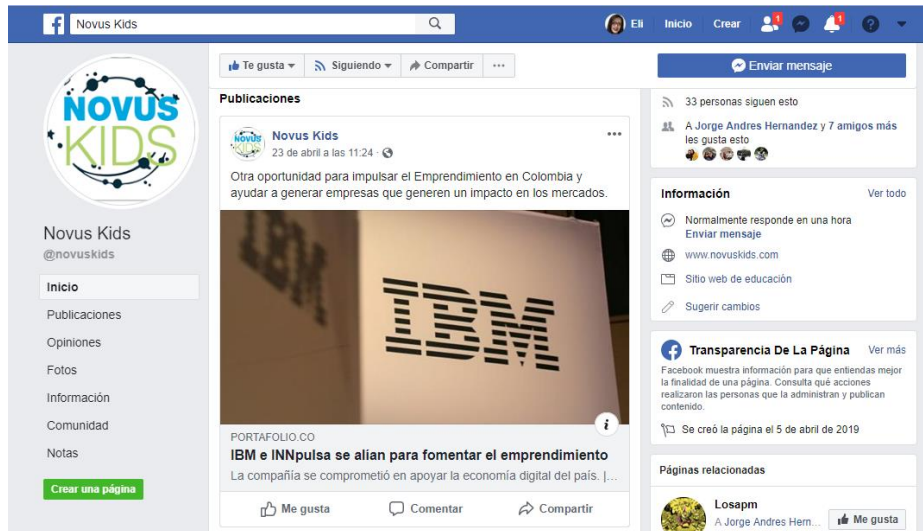 Novus Kids
Eli
Inicio
Crear
1
1
NOVUS
KIDS
Novus Kids
@novuskids
Inicio
Publicaciones
Opiniones
Fotos
Información
Comunidad
Notas
Crear una página
Te gusta
Siguiendo
Compartir
Publicaciones
NOVUS
KIDS
Novus Kids
23 de abril a las 11:24 ·
Otra oportunidad para impulsar el Emprendimiento en Colombia y
ayudar a generar empresas que generen un impacto en los mercados.
IBM
PORTAFOLIO.CO
IBM e INNpulsa se alian para fomentar el emprendimiento
La compañía se comprometió en apoyar la economía digital del país. |...
Me gusta
Comentar
Compartir
Enviar mensaje
33 personas siguen esto
A Jorge Andres Hernandez y 7 amigos más
les gusta esto
Información
Ver todo
Normalmente responde en una hora
Enviar mensaje
www.novuskids.com
Sitio web de educación
Sugerir cambios
Transparencia De La Página
Ver más
Facebook muestra información para que entiendas mejor
la finalidad de una página. Consulta qué acciones
realizaron las personas que la administran y publican
contenido.
Se creó la página el 5 de abril de 2019
Páginas relacionadas
Losapm
A Jorge Andres Hern...
Me gusta